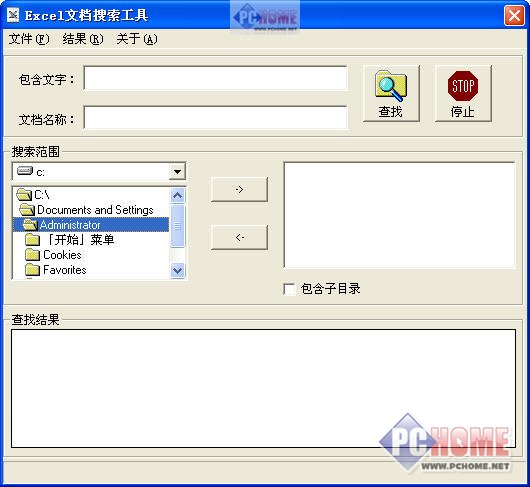 Excel文档搜索工具
PCHOME
WWW.PCHOME.NET
文件(F) 结果(R) 关于(A)
包含文字:
查找
STOP
停止
文档名称:
搜索范围
c:
C:\
Documents and Settings
Administrator
「开始」菜单
Cookies
Favorites
->
<-
包含子目录
查找结果
PCHOME
WWW.PCHOME.NET